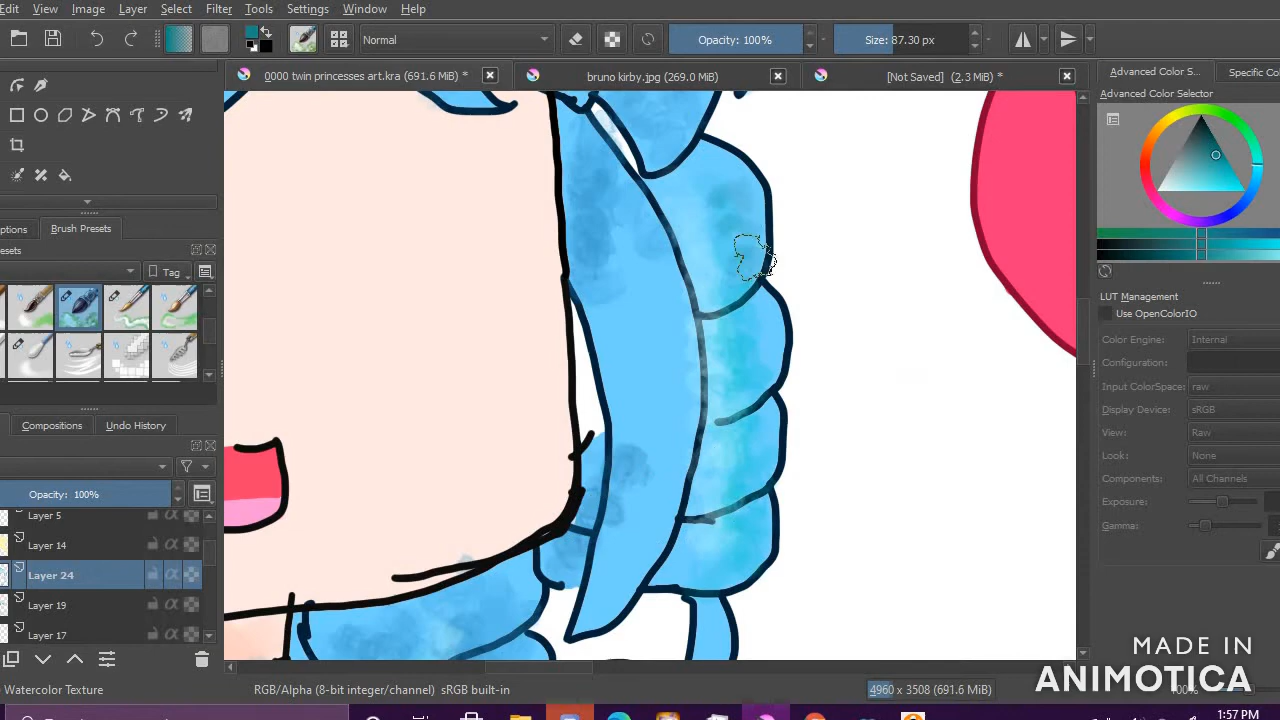 Edit View Image Layer Select Filter Tools Settings Window Help
Normal Opacity: 100% Size: 87.30 px
0000 twin princesses art.kra (691.6 MiB) *
bruno kirby.jpg (269.0 MiB)
[Not Saved] (2.3 MiB) *
Advanced Color S... Specific Co
Advanced Color Selector
ptions Brush Presets
esets
Tag
LUT Management
Use OpenColorIO
Color Engine: Internal
Configuration:
Input ColorSpace: raw
Display Device: sRGB
View: Raw
Look: None
Components: All Channels
Exposure:
Gamma:
Compositions Undo History
Opacity: 100%
Layer 5
Layer 14
Layer 24
Layer 19
Layer 17
Watercolor Texture
RGB/Alpha (8-bit integer/channel) sRGB built-in
4960 x 3508 (691.6 MiB)
100%
MADE IN
ANIMOTICA
1:57 PM